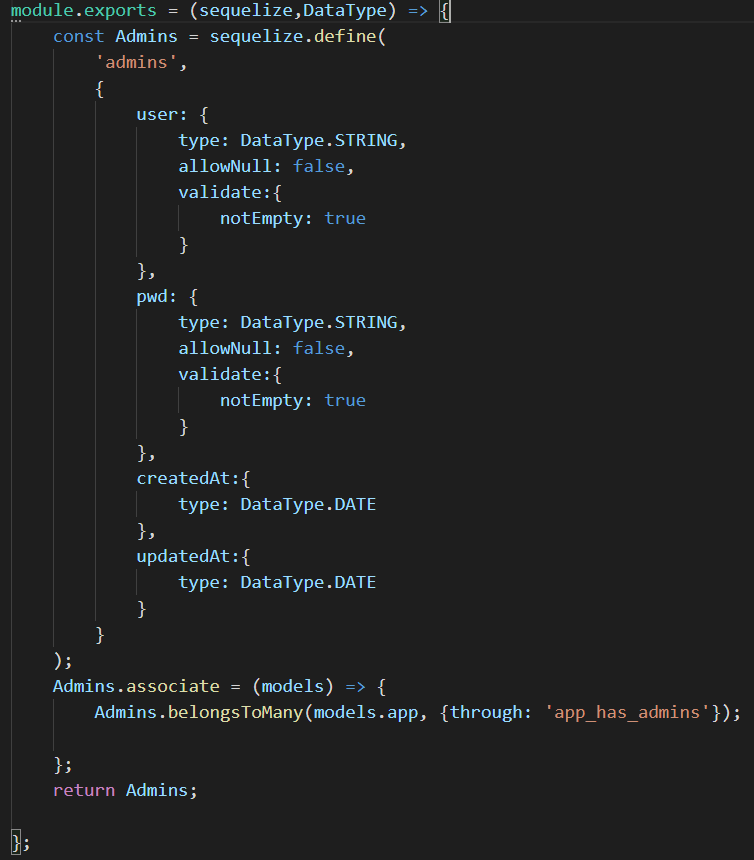 module.exports = (sequelize,DataType) => {
    const Admins = sequelize.define(
        'admins',
        {
            user: {
                type: DataType.STRING,
                allowNull: false,
                validate:{
                    notEmpty: true
                }
            },
            pwd: {
                type: DataType.STRING,
                allowNull: false,
                validate:{
                    notEmpty: true
                }
            },
            createdAt:{
                type: DataType.DATE
            },
            updatedAt:{
                type: DataType.DATE
            }
        }
    );
    Admins.associate = (models) => {
        Admins.belongsToMany(models.app, {through: 'app_has_admins'});
    };
    return Admins;
};